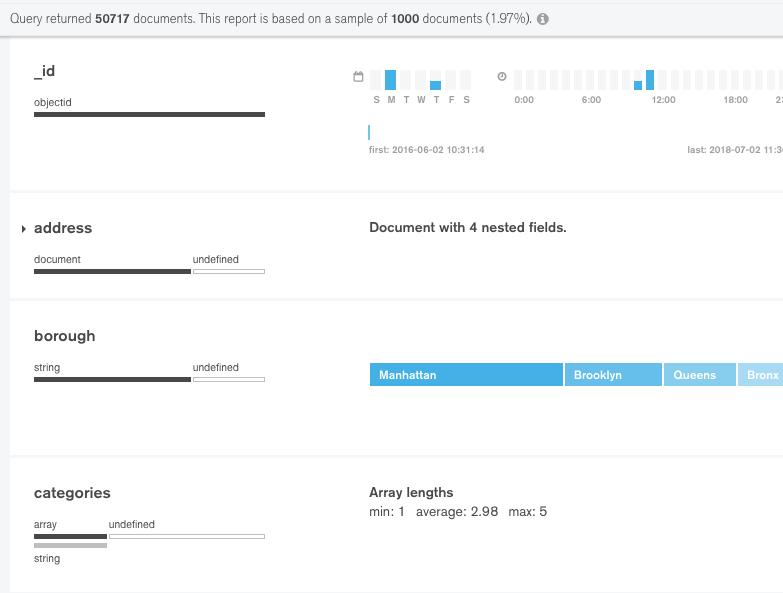 Query returned 50717 documents. This report is based on a sample of 1000 documents (1.97%).
_id
objectid
S M T W T F S
0:00 6:00 12:00 18:00
first: 2016-06-02 10:31:14 last: 2018-07-02 11:3
address
document undefined
Document with 4 nested fields.
borough
string undefined
Manhattan Brooklyn Queens Bronx
categories
array undefined
string
Array lengths
min: 1 average: 2.98 max: 5